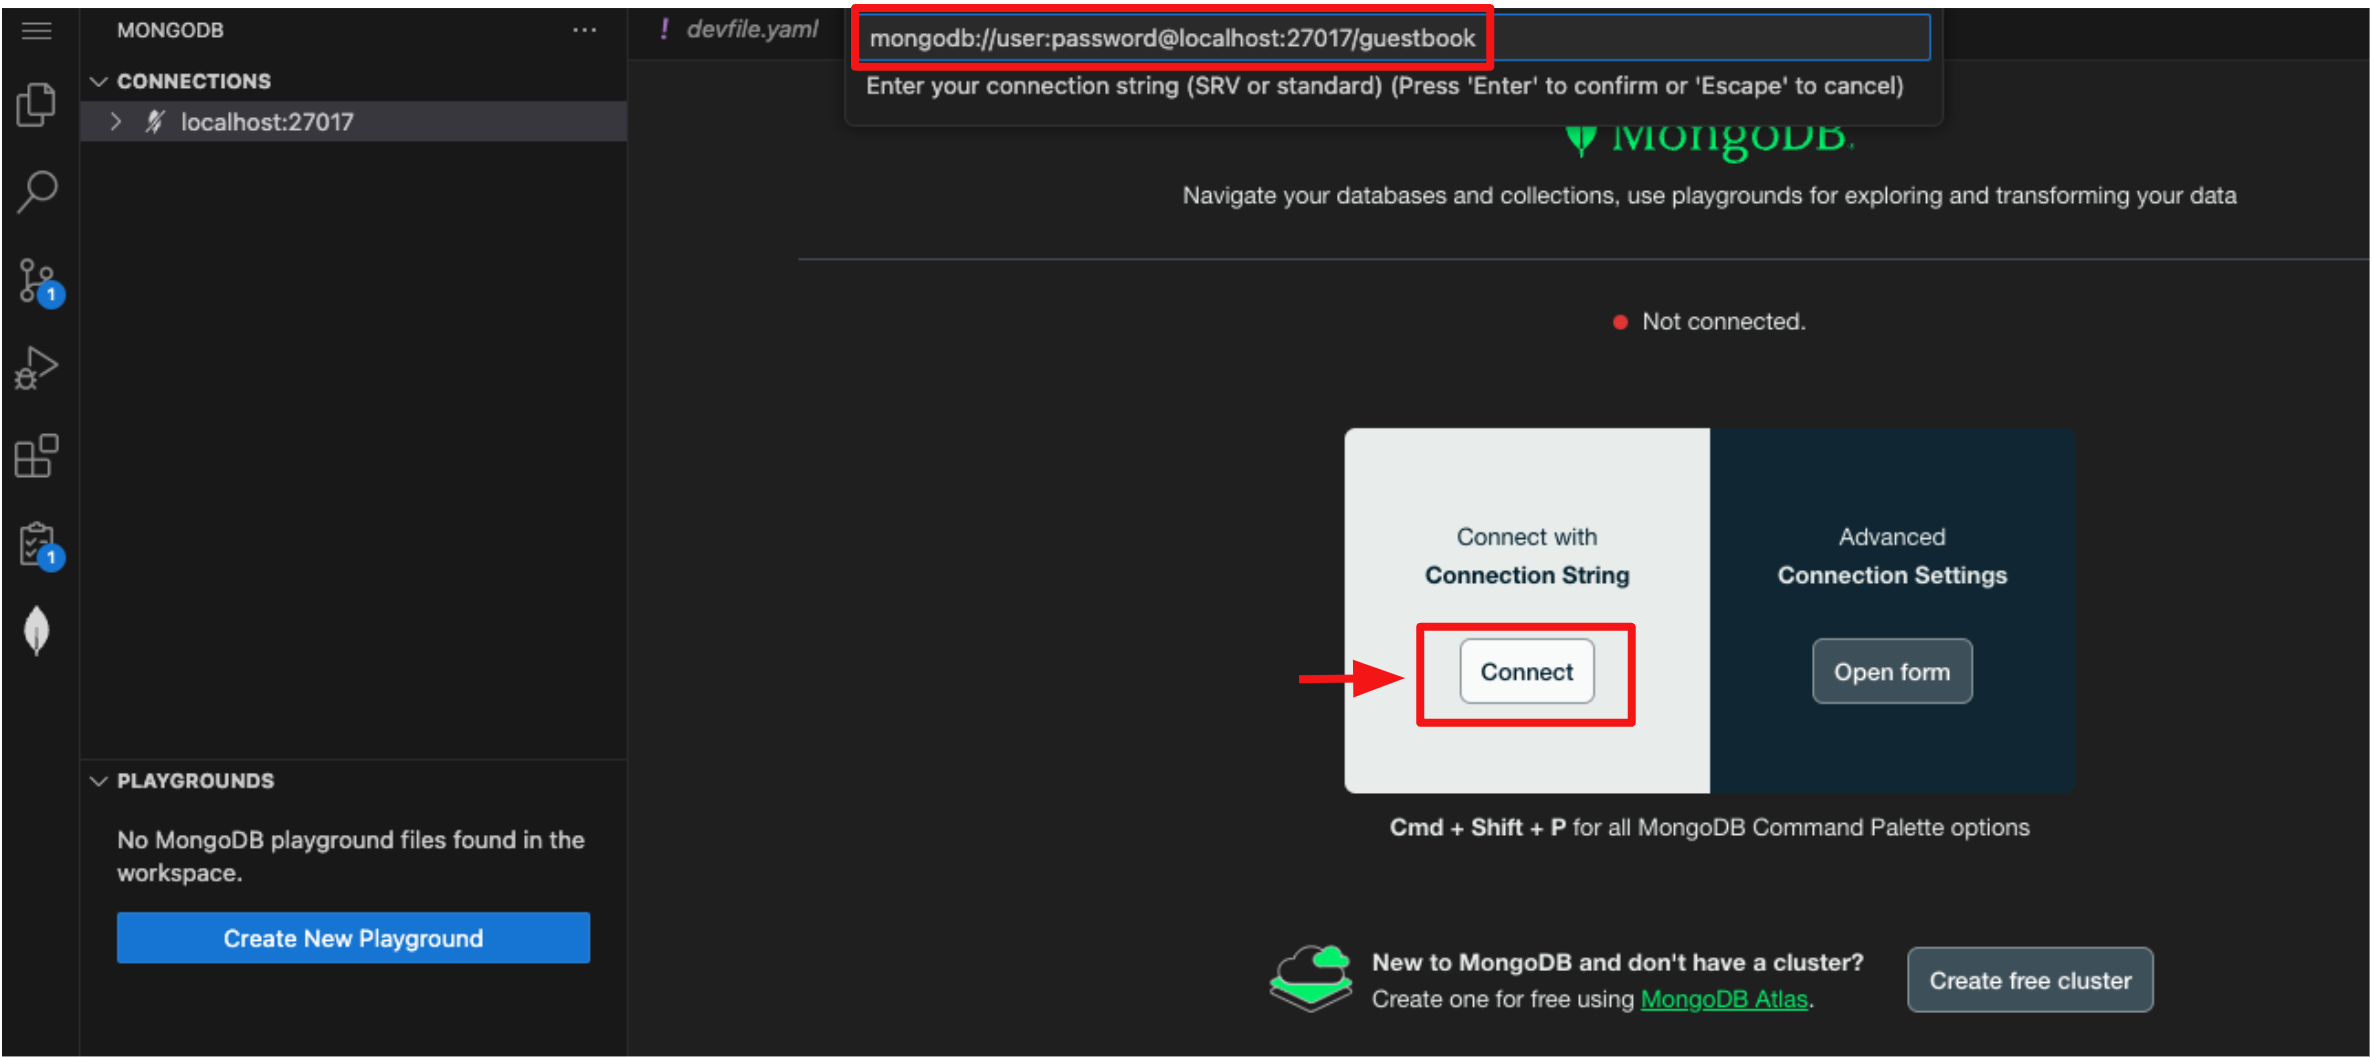 MONGODB
CONNECTIONS
localhost:27017
1
1
PLAYGROUNDS
No MongoDB playground files found in the
workspace.
Create New Playground
! devfile.yaml
mongodb://user:password@localhost:27017/guestbook
Enter your connection string (SRV or standard) (Press 'Enter' to confirm or 'Escape' to cancel)
MongoDB.
Navigate your databases and collections, use playgrounds for exploring and transforming your data
Not connected.
Connect with
Connection String
Connect
Advanced
Connection Settings
Open form
Cmd + Shift + P for all MongoDB Command Palette options
New to MongoDB and don't have a cluster?
Create one for free using MongoDB Atlas.
Create free cluster